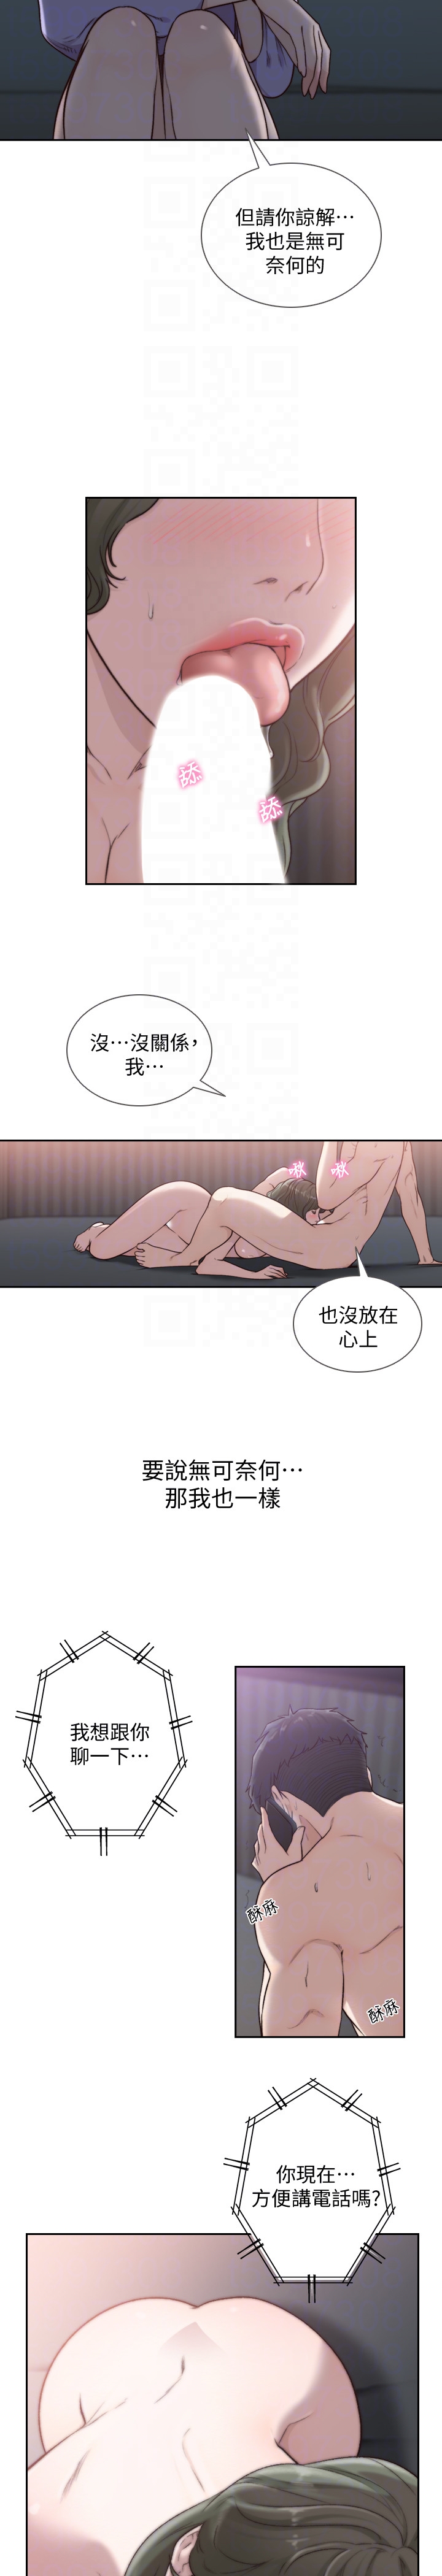 但請你諒解…
我也是無可
奈何的
舔
舔
沒…沒關係，
我…
啾
啾
也沒放在
心上
要說無可奈何…
那我也一樣
我想跟你
聊一下…
酥麻
酥麻
你現在…
方便講電話嗎?